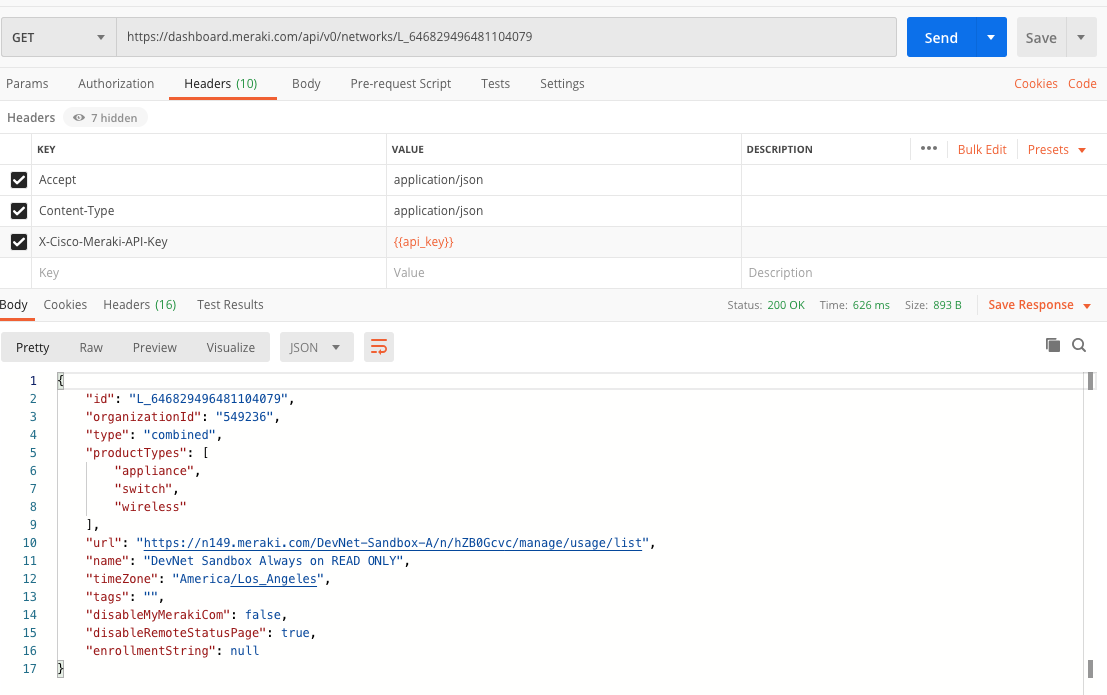 GET https://dashboard.meraki.com/api/v0/networks/L_646829496481104079 Send Save
Params Authorization Headers (10) Body Pre-request Script Tests Settings Cookies Code
Headers 7 hidden
KEY VALUE DESCRIPTION ••• Bulk Edit Presets
Accept application/json
Content-Type application/json
X-Cisco-Meraki-API-Key {{api_key}}
Key Value Description
Body Cookies Headers (16) Test Results Status: 200 OK Time: 626 ms Size: 893 B Save Response
Pretty Raw Preview Visualize JSON
1 {
2 "id": "L_646829496481104079",
3 "organizationId": "549236",
4 "type": "combined",
5 "productTypes": [
6 "appliance",
7 "switch",
8 "wireless"
9 ],
10 "url": "https://n149.meraki.com/DevNet-Sandbox-A/n/hZB0Gcvc/manage/usage/list",
11 "name": "DevNet Sandbox Always on READ ONLY",
12 "timeZone": "America/Los_Angeles",
13 "tags": "",
14 "disableMyMerakiCom": false,
15 "disableRemoteStatusPage": true,
16 "enrollmentString": null
17 }